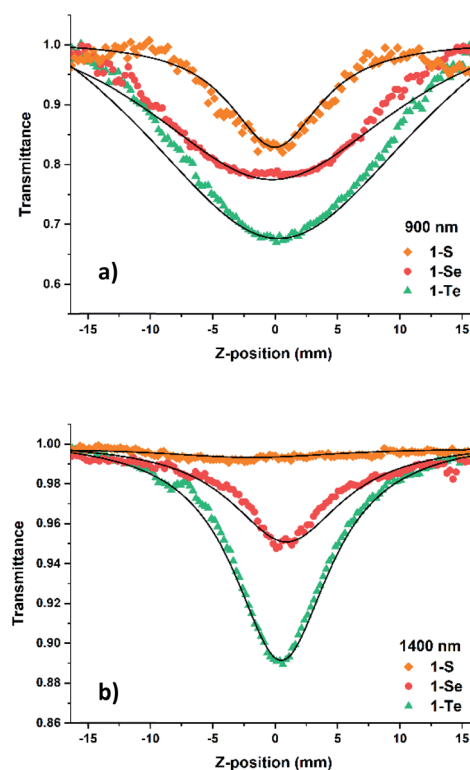 1.0
0.9
0.8
0.7
0.6
Transmittance
900 nm
1-S
1-Se
1-Te
a)
-15 -10 -5 0 5 10 15
Z-position (mm)
1.00
0.98
0.96
0.94
0.92
0.90
0.88
0.86
Transmittance
1400 nm
1-S
1-Se
1-Te
b)
-15 -10 -5 0 5 10 15
Z-position (mm)